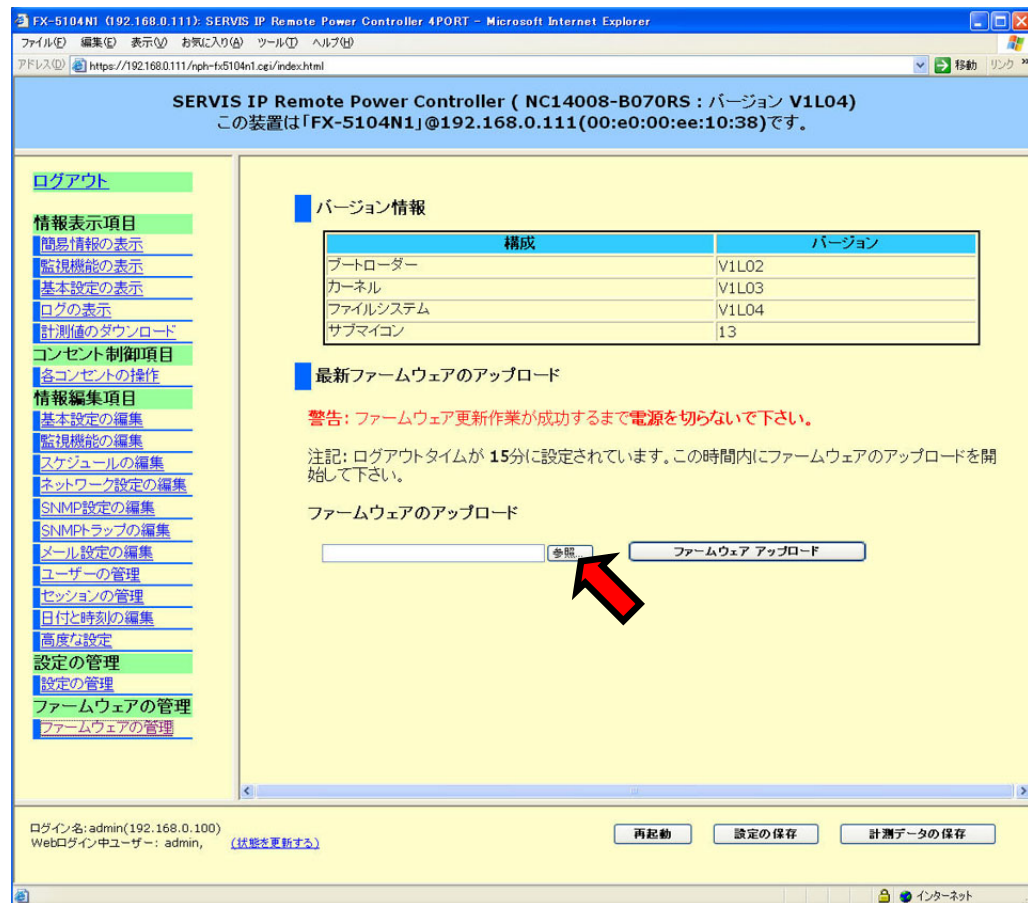 FX-5104N1 (192.168.0.111): SERVIS IP Remote Power Controller 4PORT - Microsoft Internet Explorer
ファイル(F) 編集(E) 表示(V) お気に入り(A) ツール(T) ヘルプ(H)
アドレス(D) https://192.168.0.111/nph-fx5104n1.cgi/index.html 移動 リンク »
SERVIS IP Remote Power Controller ( NC14008-B070RS : バージョン V1L04)
この装置は「FX-5104N1」@192.168.0.111(00:e0:00:ee:10:38)です。
ログアウト
情報表示項目
簡易情報の表示
監視機能の表示
基本設定の表示
ログの表示
計測値のダウンロード
コンセント制御項目
各コンセントの操作
情報編集項目
基本設定の編集
監視機能の編集
スケジュールの編集
ネットワーク設定の編集
SNMP設定の編集
SNMPトラップの編集
メール設定の編集
ユーザーの管理
セッションの管理
日付と時刻の編集
高度な設定
設定の管理
設定の管理
ファームウェアの管理
ファームウェアの管理
バージョン情報
構成 バージョン
ブートローダー V1L02
カーネル V1L03
ファイルシステム V1L04
サブマイコン 13
最新ファームウェアのアップロード
警告: ファームウェア更新作業が成功するまで電源を切らないで下さい。
注記: ログアウトタイムが 15分に設定されています。この時間内にファームウェアのアップロードを開
始して下さい。
ファームウェアのアップロード
参照... ファームウェア アップロード
ログイン名: admin(192.168.0.100)
Webログイン中ユーザー: admin, (状態を更新する)
再起動 設定の保存 計測データの保存
インターネット